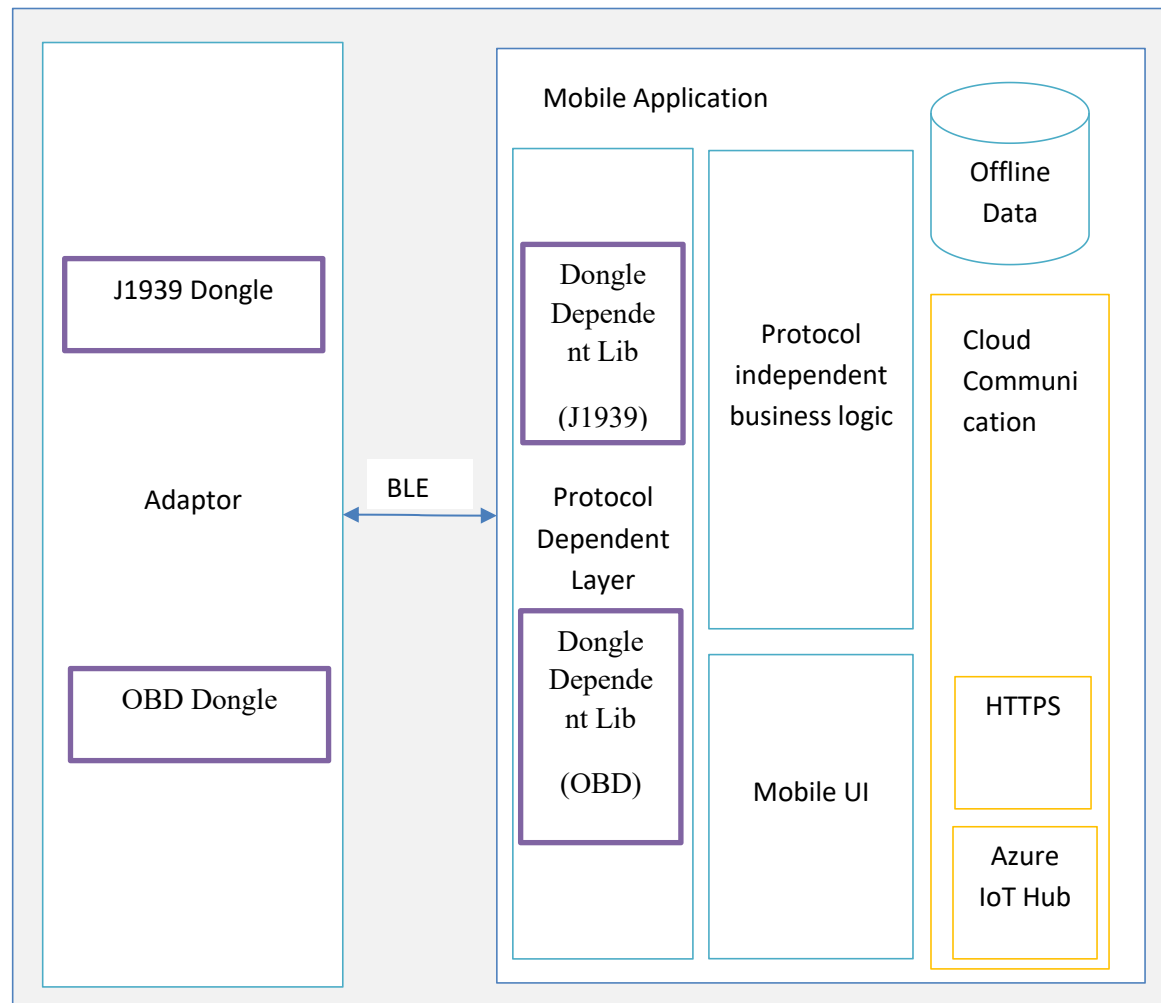 Mobile Application
Offline
Data
J1939 Dongle
Dongle
Depende
nt Lib
(J1939)
Protocol
independent
business logic
Cloud
Communi
cation
Adaptor
BLE
Protocol
Dependent
Layer
OBD Dongle
Dongle
Depende
nt Lib
(OBD)
Mobile UI
HTTPS
Azure
IoT Hub